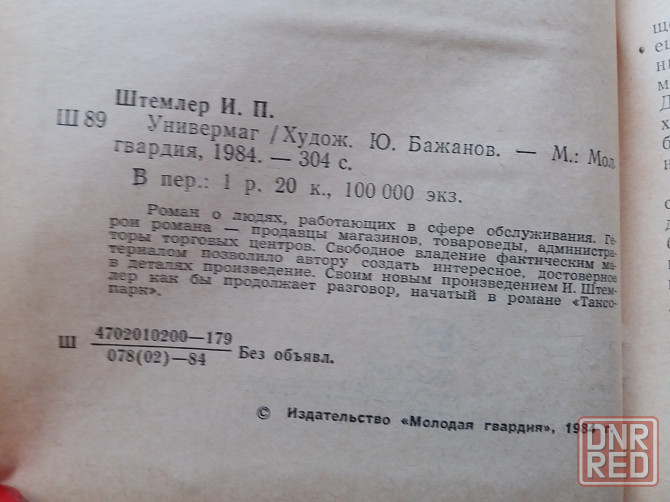 Штемлер И. П.
Ш 89
Универмаг / Худож. Ю. Бажанов. — М.: Мол.
гвардия, 1984. — 304 с.
В пер.: 1 р. 20 к., 100 000 экз.
Роман о людях, работающих в сфере обслуживания. Ге-
рои романа — продавцы магазинов, товароведы, администра-
торы торговых центров. Свободное владение фактическим ма-
териалом позволило автору создать интересное, достоверное
в деталях произведение. Своим новым произведением И. Штем-
лер как бы продолжает разговор, начатый в романе «Таксо-
парк».
Ш 4702010200—179
078(02)—84 Без объявл.
© Издательство «Молодая гвардия», 1984 г.
DNR
RED